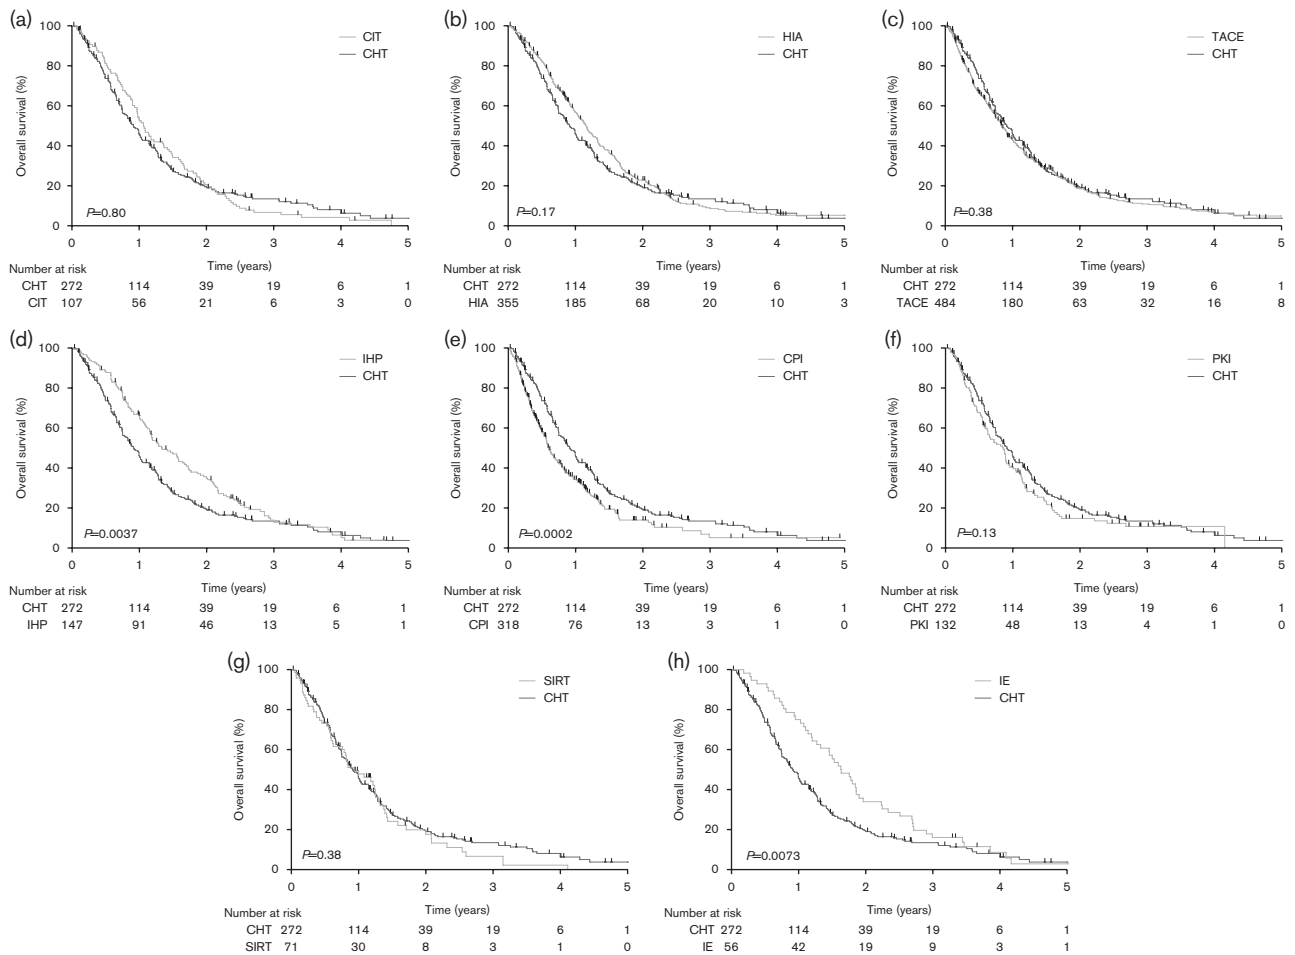 (a)
100
80
60
40
20
0
Overall survival (%)
CIT
CHT
P=0.80
0 1 2 3 4 5
Time (years)
Number at risk
CHT 272 114 39 19 6 1
CIT 107 56 21 6 3 0
(b)
100
80
60
40
20
0
Overall survival (%)
HIA
CHT
P=0.17
0 1 2 3 4 5
Time (years)
Number at risk
CHT 272 114 39 19 6 1
HIA 355 185 68 20 10 3
(c)
100
80
60
40
20
0
Overall survival (%)
TACE
CHT
P=0.38
0 1 2 3 4 5
Time (years)
Number at risk
CHT 272 114 39 19 6 1
TACE 484 180 63 32 16 8
(d)
100
80
60
40
20
0
Overall survival (%)
IHP
CHT
P=0.0037
0 1 2 3 4 5
Time (years)
Number at risk
CHT 272 114 39 19 6 1
IHP 147 91 46 13 5 1
(e)
100
80
60
40
20
0
Overall survival (%)
CPI
CHT
P=0.0002
0 1 2 3 4 5
Time (years)
Number at risk
CHT 272 114 39 19 6 1
CPI 318 76 13 3 1 0
(f)
100
80
60
40
20
0
Overall survival (%)
PKI
CHT
P=0.13
0 1 2 3 4 5
Time (years)
Number at risk
CHT 272 114 39 19 6 1
PKI 132 48 13 4 1 0
(g)
100
80
60
40
20
0
Overall survival (%)
SIRT
CHT
P=0.38
0 1 2 3 4 5
Time (years)
Number at risk
CHT 272 114 39 19 6 1
SIRT 71 30 8 3 1 0
(h)
100
80
60
40
20
0
Overall survival (%)
IE
CHT
P=0.0073
0 1 2 3 4 5
Time (years)
Number at risk
CHT 272 114 39 19 6 1
IE 56 42 19 9 3 1